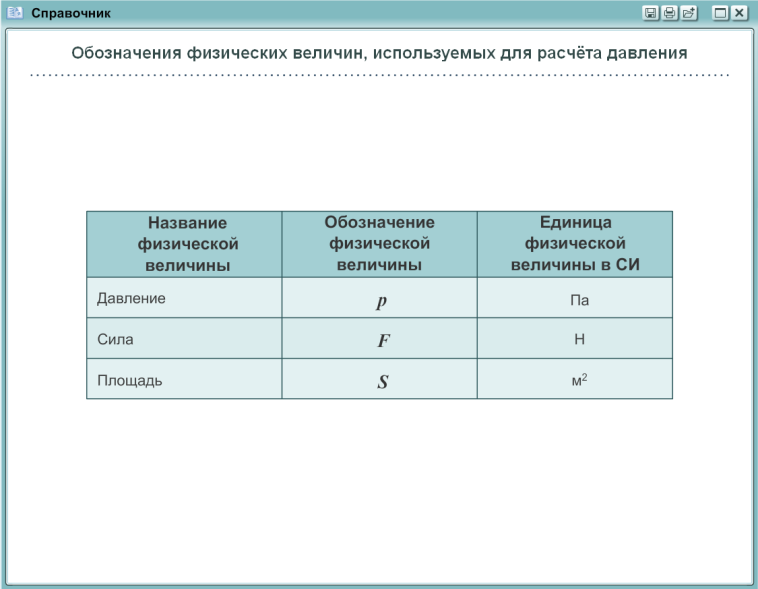 Справочник
Обозначения физических величин, используемых для расчёта давления
Название физической величины
Обозначение физической величины
Единица физической величины в СИ
Давление
p
Па
Сила
F
Н
Площадь
S
м²